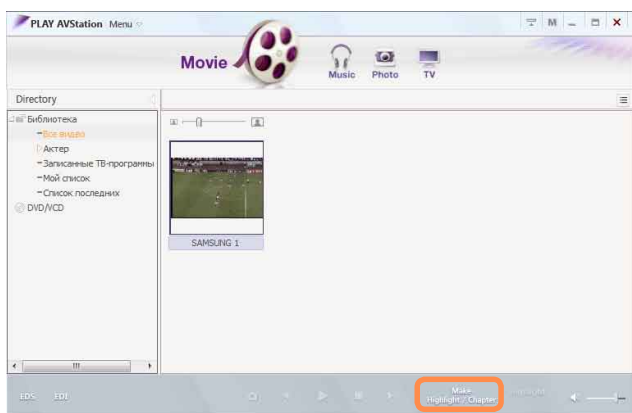 PLAY AVStation Menu
M
Movie
Music Photo TV
Directory
Библиотека
Все видео
Актер
Записанные ТВ-программы
Мой список
Список последних
DVD/VCD
SAMSUNG 1
EDS EDI
Make
Highlight / Chapter